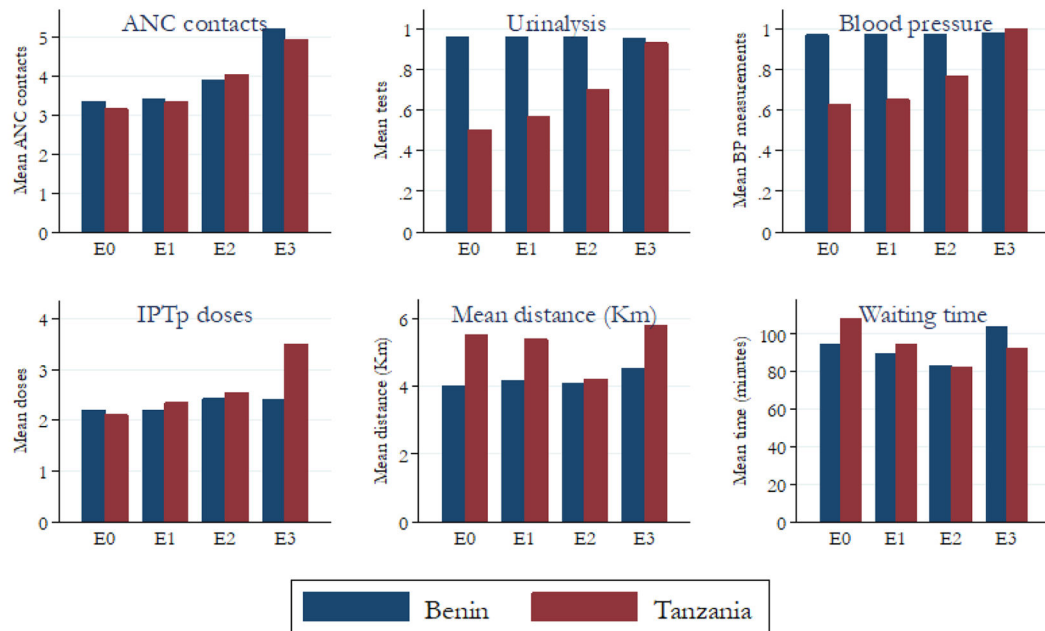 ANC contacts
Mean ANC contacts
5
4
3
2
1
0
E0 E1 E2 E3
Urinalysis
Mean tests
1
.8
.6
.4
.2
0
E0 E1 E2 E3
Blood pressure
Mean BP measurements
1
.8
.6
.4
.2
0
E0 E1 E2 E3
IPTp doses
Mean doses
4
3
2
1
0
E0 E1 E2 E3
Mean distance (Km)
Mean distance (Km)
6
4
2
0
E0 E1 E2 E3
Waiting time
Mean time (minutes)
100
80
60
40
20
0
E0 E1 E2 E3
Benin Tanzania